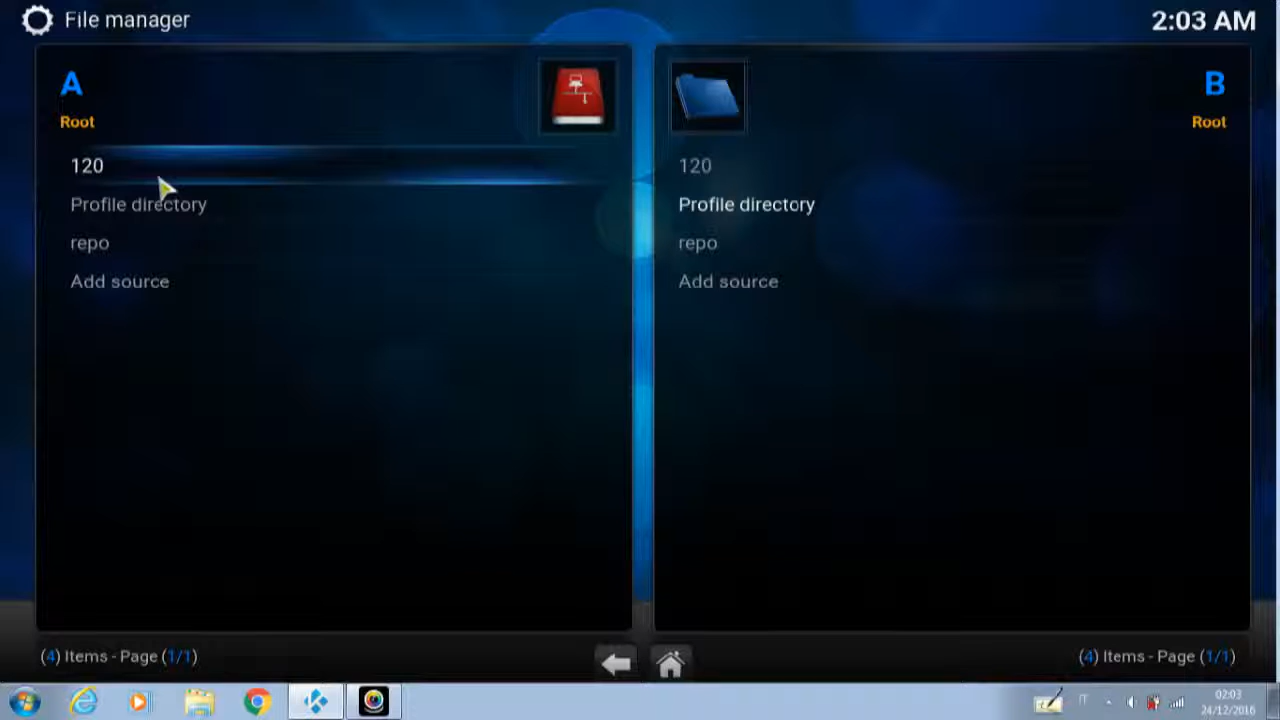 File manager
2:03 AM
A
Root
120
Profile directory
repo
Add source
B
Root
120
Profile directory
repo
Add source
(4) Items - Page (1/1)
(4) Items - Page (1/1)
IT
02:03
24/12/2016